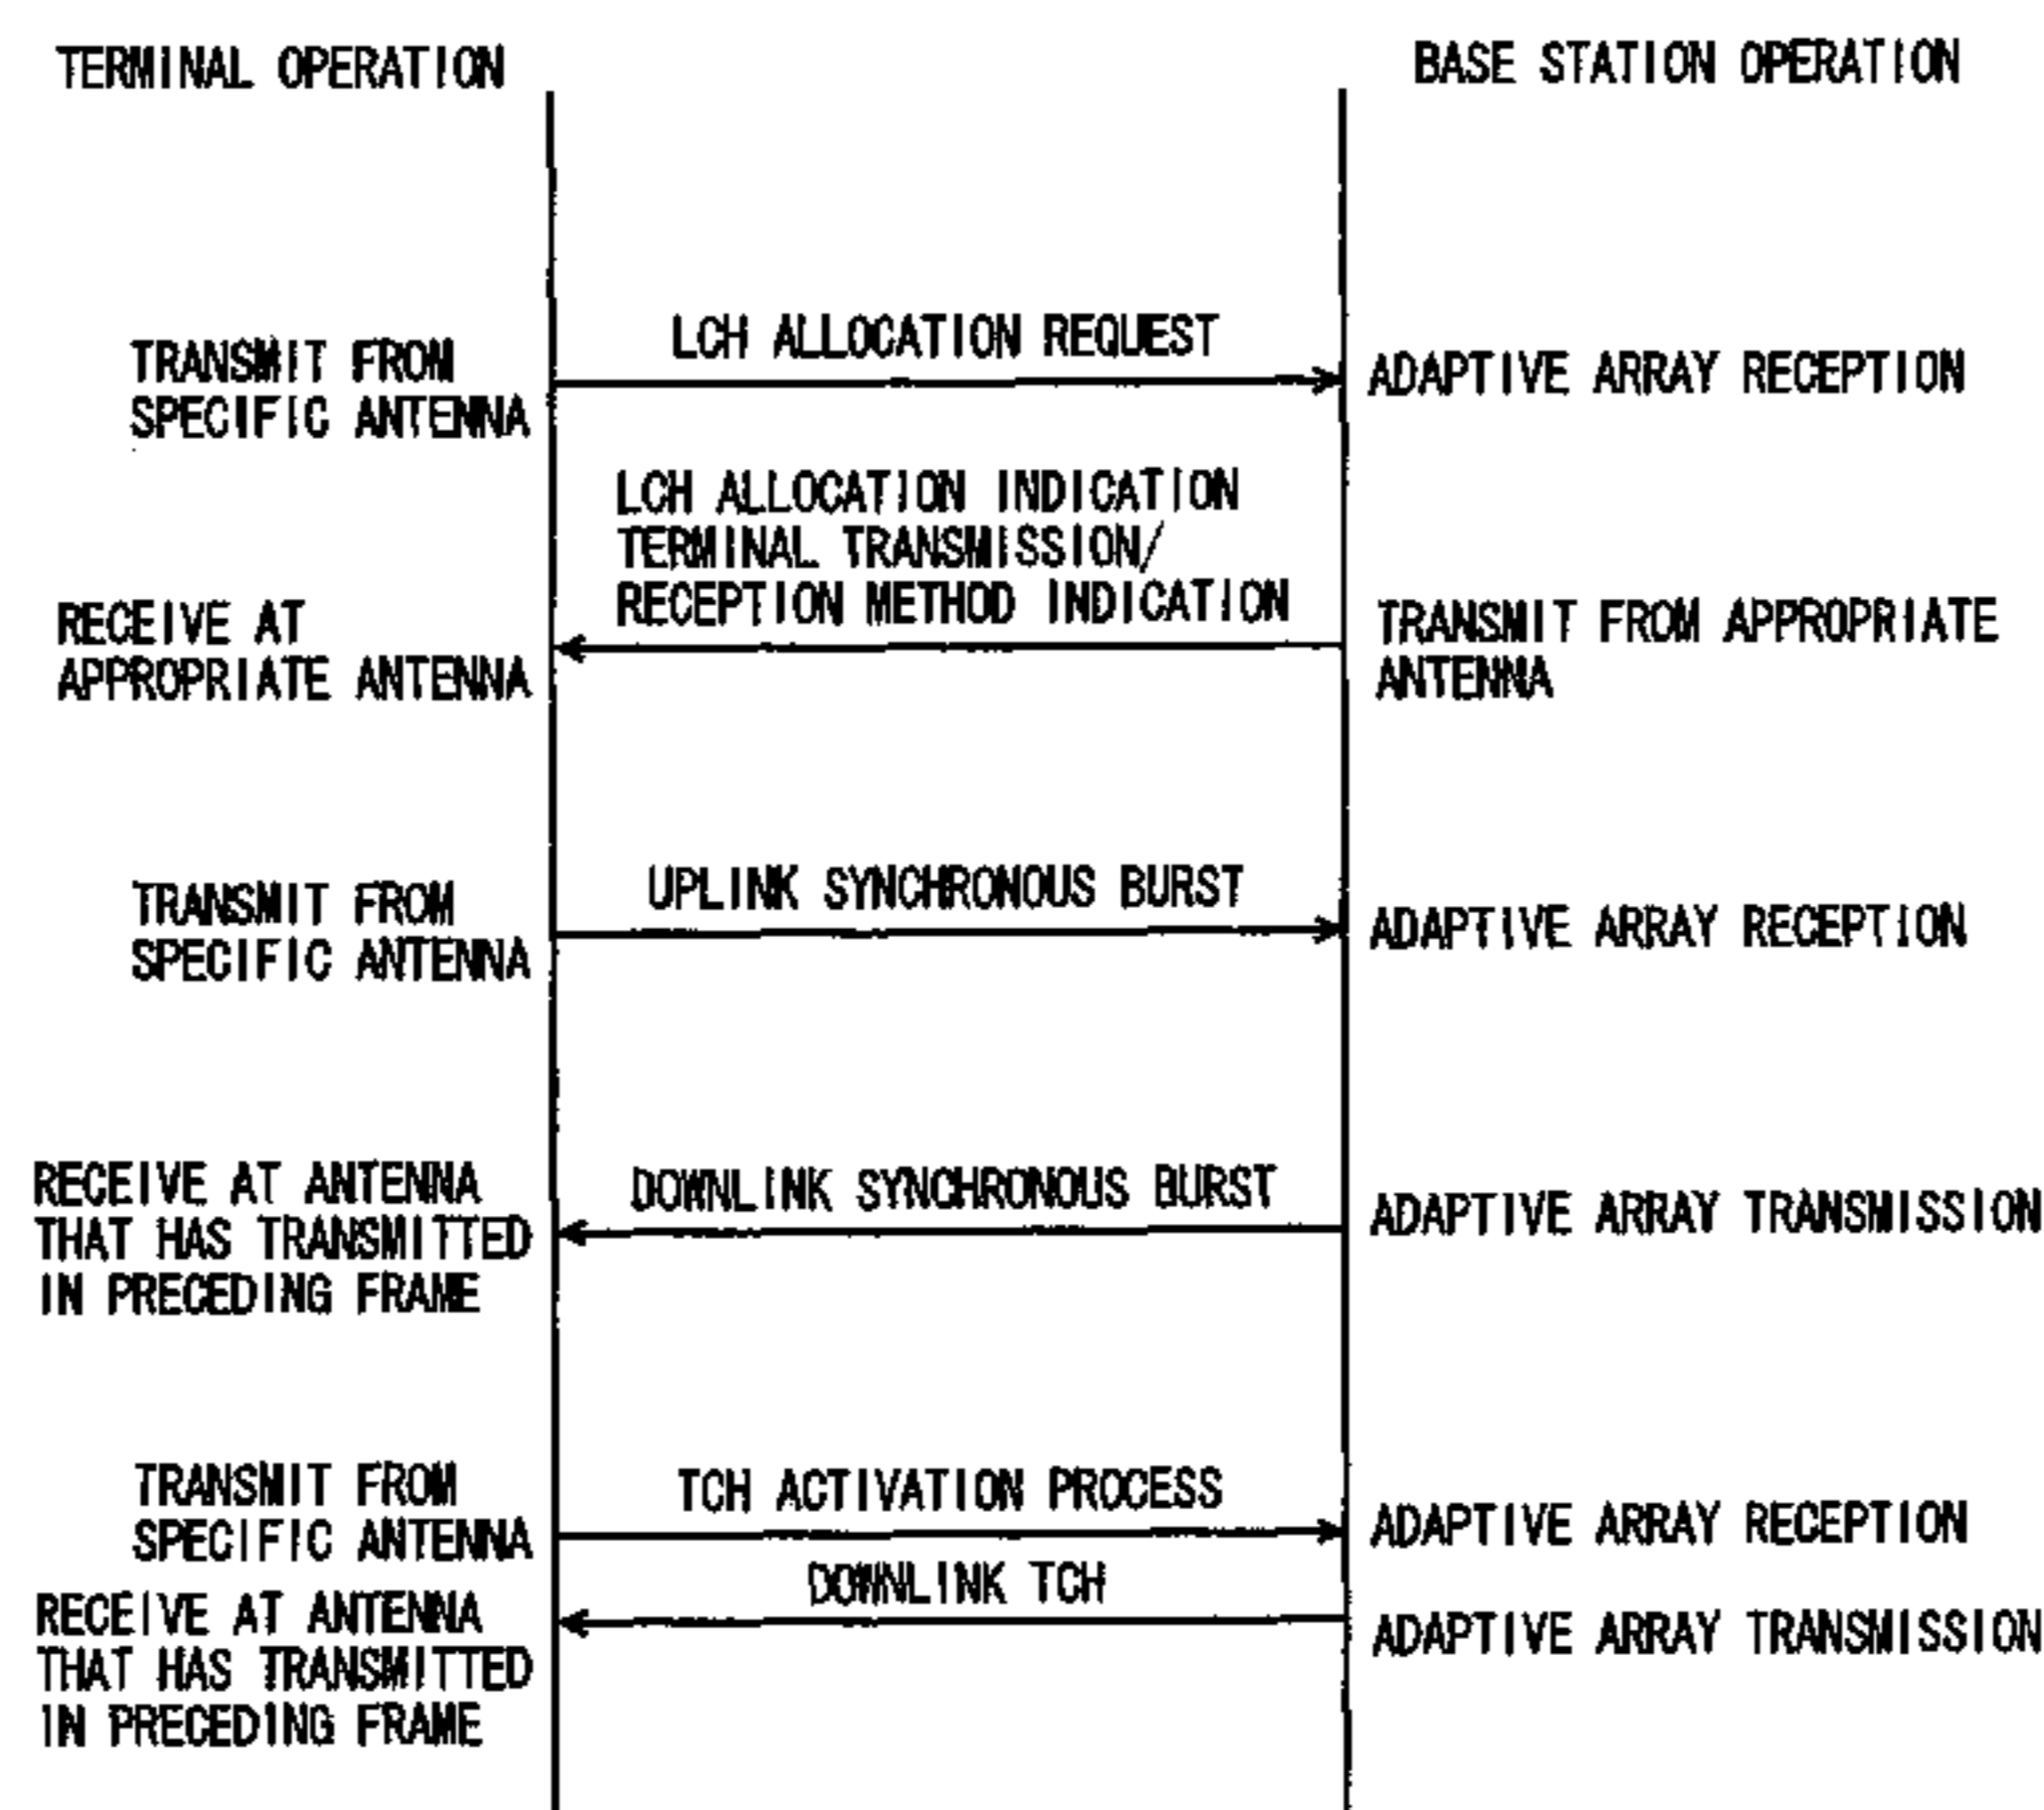 TERMINAL OPERATION
BASE STATION OPERATION
TRANSMIT FROM
SPECIFIC ANTENNA
LCH ALLOCATION REQUEST
ADAPTIVE ARRAY RECEPTION
LCH ALLOCATION INDICATION
TERMINAL TRANSMISSION/
RECEPTION METHOD INDICATION
RECEIVE AT
APPROPRIATE ANTENNA
TRANSMIT FROM APPROPRIATE
ANTENNA
TRANSMIT FROM
SPECIFIC ANTENNA
UPLINK SYNCHRONOUS BURST
ADAPTIVE ARRAY RECEPTION
RECEIVE AT ANTENNA
THAT HAS TRANSMITTED
IN PRECEDING FRAME
DOWNLINK SYNCHRONOUS BURST
ADAPTIVE ARRAY TRANSMISSION
TRANSMIT FROM
SPECIFIC ANTENNA
TCH ACTIVATION PROCESS
ADAPTIVE ARRAY RECEPTION
RECEIVE AT ANTENNA
THAT HAS TRANSMITTED
IN PRECEDING FRAME
DOWNLINK TCH
ADAPTIVE ARRAY TRANSMISSION